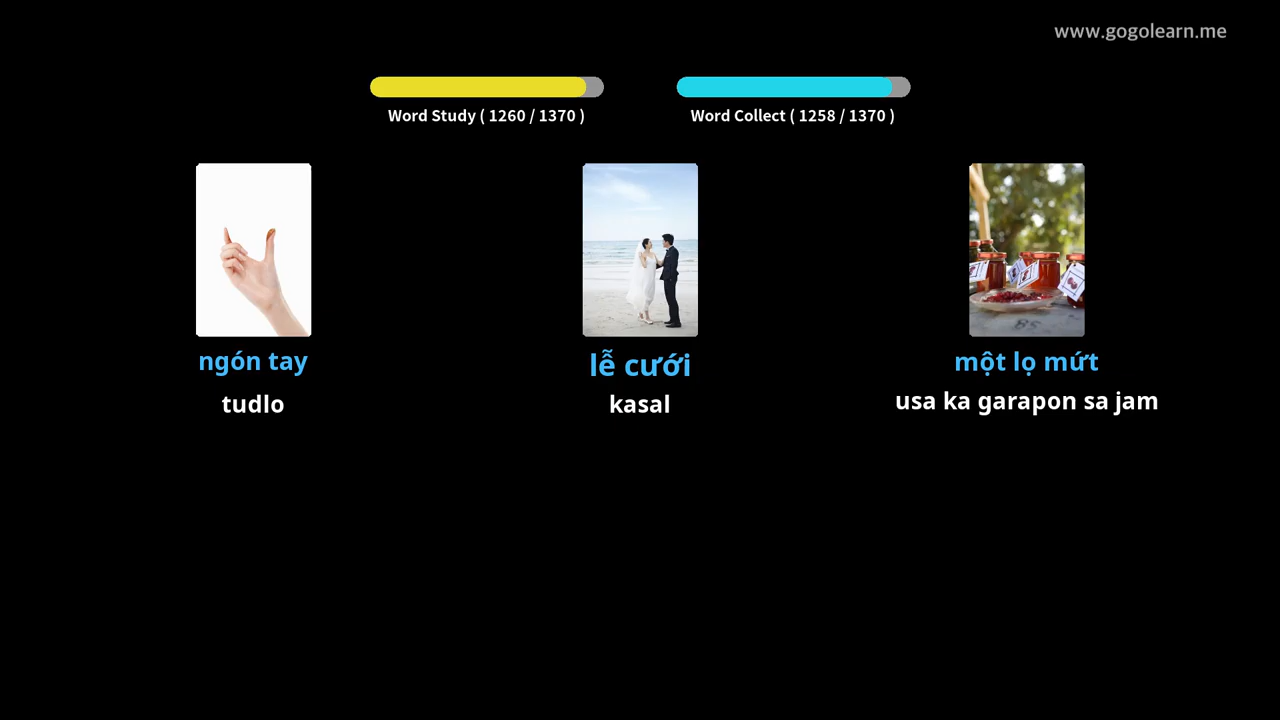 www.gogolearn.me
Word Study ( 1260 / 1370 )
Word Collect ( 1258 / 1370 )
ngón tay
lễ cưới
một lọ mứt
tudlo
kasal
usa ka garapon sa jam